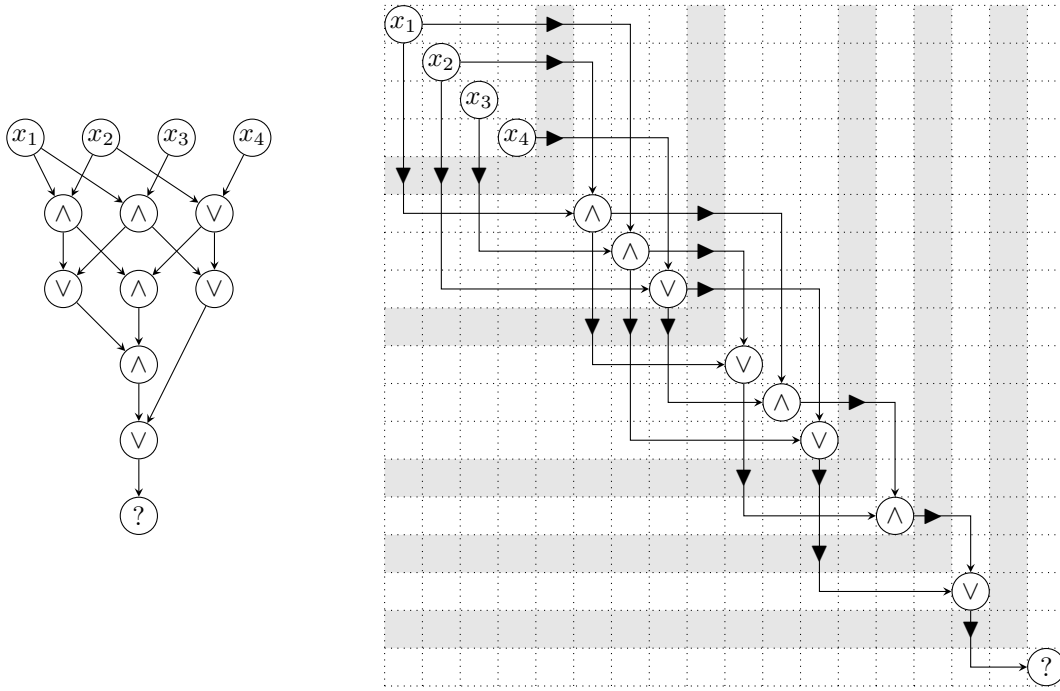 x₁ x₂ x₃ x₄
∧ ∧ ∨
∨ ∧ ∨
∧
∨
?
x₁
x₂
x₃
x₄
∧
∧
∨
∨
∧
∨
∧
∨
?